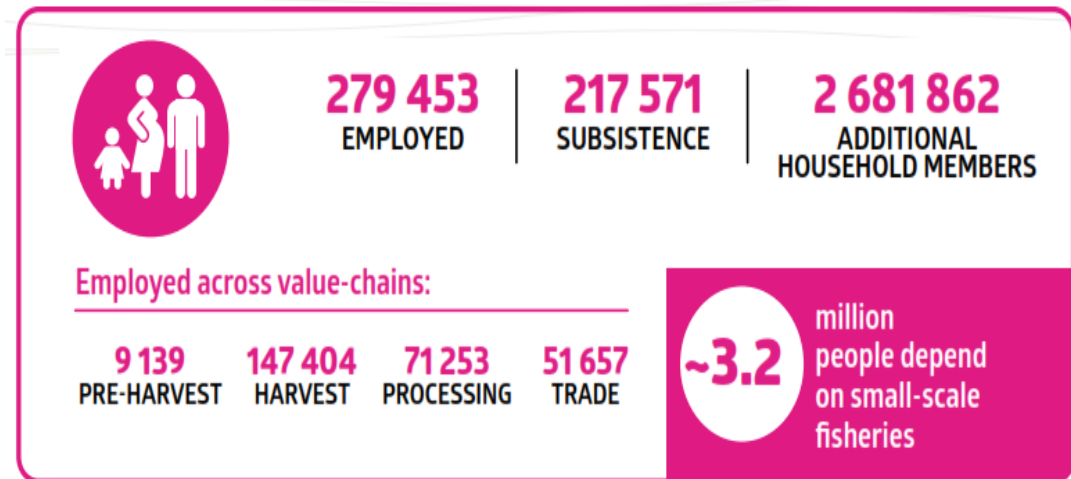 279 453
EMPLOYED
217 571
SUBSISTENCE
2 681 862
ADDITIONAL
HOUSEHOLD MEMBERS
Employed across value-chains:
9 139
PRE-HARVEST
147 404
HARVEST
71 253
PROCESSING
51 657
TRADE
~3.2
million
people depend
on small-scale
fisheries